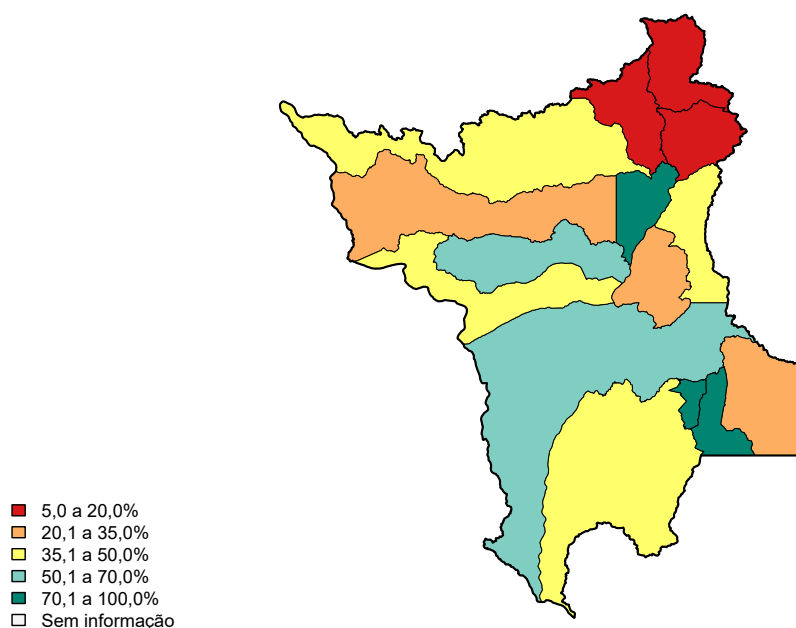 5,0 a 20,0%
20,1 a 35,0%
35,1 a 50,0%
50,1 a 70,0%
70,1 a 100,0%
Sem informação